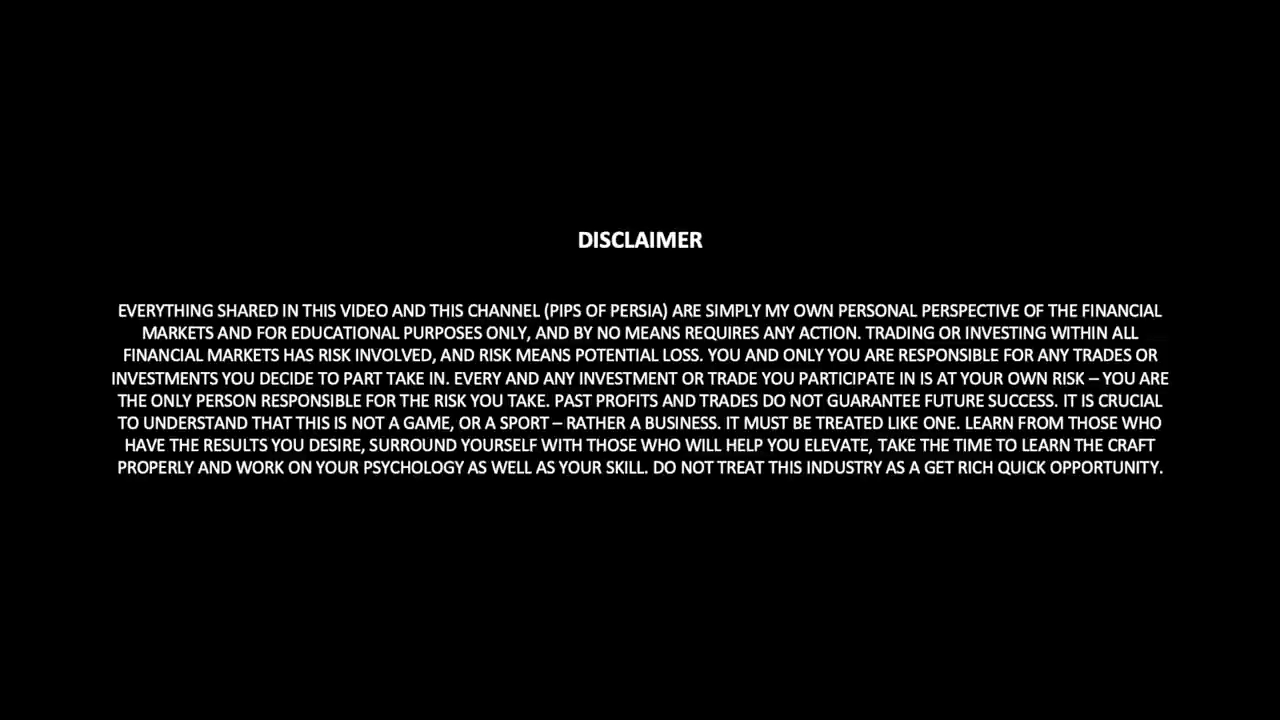 DISCLAIMER
EVERYTHING SHARED IN THIS VIDEO AND THIS CHANNEL (PIPS OF PERSIA) ARE SIMPLY MY OWN PERSONAL PERSPECTIVE OF THE FINANCIAL
MARKETS AND FOR EDUCATIONAL PURPOSES ONLY, AND BY NO MEANS REQUIRES ANY ACTION. TRADING OR INVESTING WITHIN ALL
FINANCIAL MARKETS HAS RISK INVOLVED, AND RISK MEANS POTENTIAL LOSS. YOU AND ONLY YOU ARE RESPONSIBLE FOR ANY TRADES OR
INVESTMENTS YOU DECIDE TO PART TAKE IN. EVERY AND ANY INVESTMENT OR TRADE YOU PARTICIPATE IN IS AT YOUR OWN RISK – YOU ARE
THE ONLY PERSON RESPONSIBLE FOR THE RISK YOU TAKE. PAST PROFITS AND TRADES DO NOT GUARANTEE FUTURE SUCCESS. IT IS CRUCIAL
TO UNDERSTAND THAT THIS IS NOT A GAME, OR A SPORT – RATHER A BUSINESS. IT MUST BE TREATED LIKE ONE. LEARN FROM THOSE WHO
HAVE THE RESULTS YOU DESIRE, SURROUND YOURSELF WITH THOSE WHO WILL HELP YOU ELEVATE, TAKE THE TIME TO LEARN THE CRAFT
PROPERLY AND WORK ON YOUR PSYCHOLOGY AS WELL AS YOUR SKILL. DO NOT TREAT THIS INDUSTRY AS A GET RICH QUICK OPPORTUNITY.